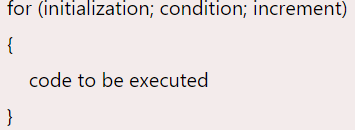 for (initialization; condition; increment)
{
code to be executed
}